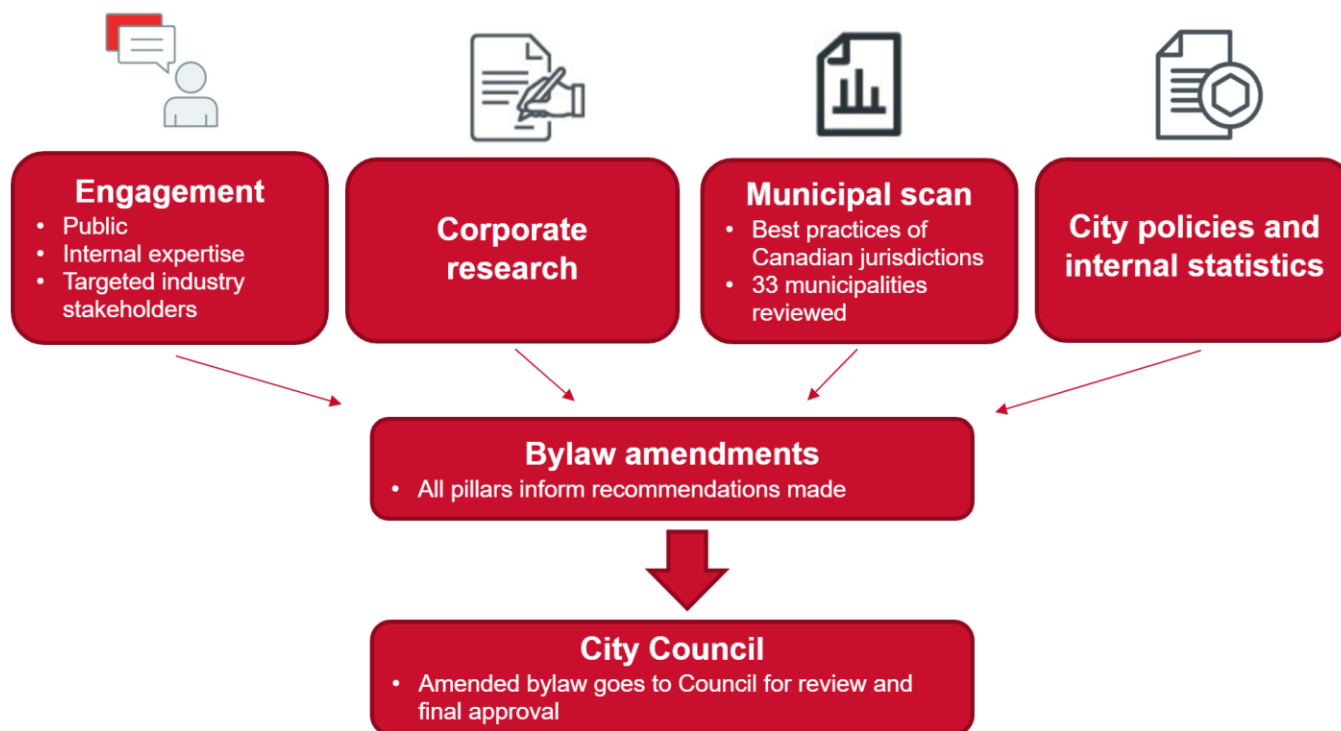 Engagement
• Public
• Internal expertise
• Targeted industry
stakeholders
Corporate
research
Municipal scan
• Best practices of
Canadian jurisdictions
• 33 municipalities
reviewed
City policies and
internal statistics
Bylaw amendments
• All pillars inform recommendations made
City Council
• Amended bylaw goes to Council for review and
final approval